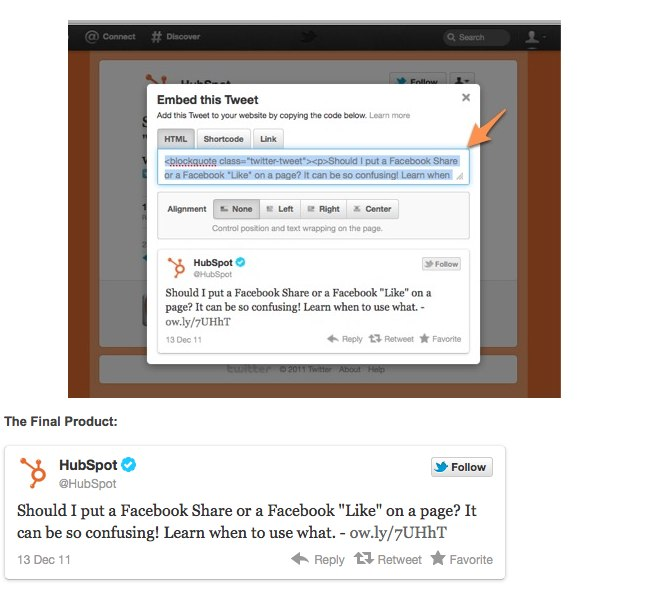 Connect # Discover Search
HubSpot Follow
Embed this Tweet
Add this Tweet to your website by copying the code below. Learn more
HTML Shortcode Link
<blockquote class="twitter-tweet"><p>Should I put a Facebook Share
or a Facebook "Like" on a page? It can be so confusing! Learn when
Alignment None Left Right Center
Control position and text wrapping on the page.
HubSpot Follow
@HubSpot
Should I put a Facebook Share or a Facebook "Like" on a
page? It can be so confusing! Learn when to use what. -
ow.ly/7UHhT
13 Dec 11 Reply Retweet Favorite
twitter © 2011 Twitter About Help
The Final Product:
HubSpot Follow
@HubSpot
Should I put a Facebook Share or a Facebook "Like" on a page? It
can be so confusing! Learn when to use what. - ow.ly/7UHhT
13 Dec 11 Reply Retweet Favorite